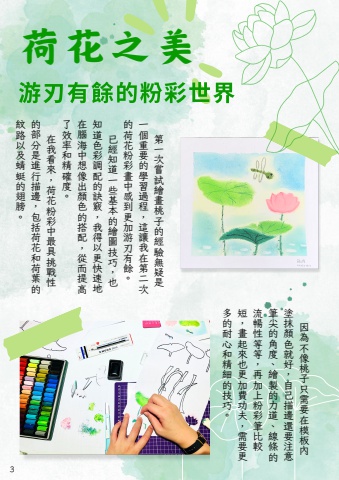 荷花之美
游刃有餘的粉彩世界
第一次嘗試繪畫桃子的經驗無疑是
一個重要的學習過程，這讓我在第二次
的荷花粉彩畫中感到更加游刃有餘。
已經知道一些基本的繪圖技巧，也
知道色彩調配的訣竅，我得以更快速地
在腦海中想像出顏色的搭配，從而提高
了效率和精確度。
在我看來，荷花粉彩中最具挑戰性
的部分是進行描邊，包括荷花和荷葉的
紋路以及蜻蜓的翅膀。
因為不像桃子只需要在模板內
塗抹顏色就好，自己描邊還要注意
筆尖的角度、繪製的力道、線條的
流暢性等等，再加上粉彩筆比較
短，畫起來也更加費功夫，需要更
多的耐心和精細的技巧。
3